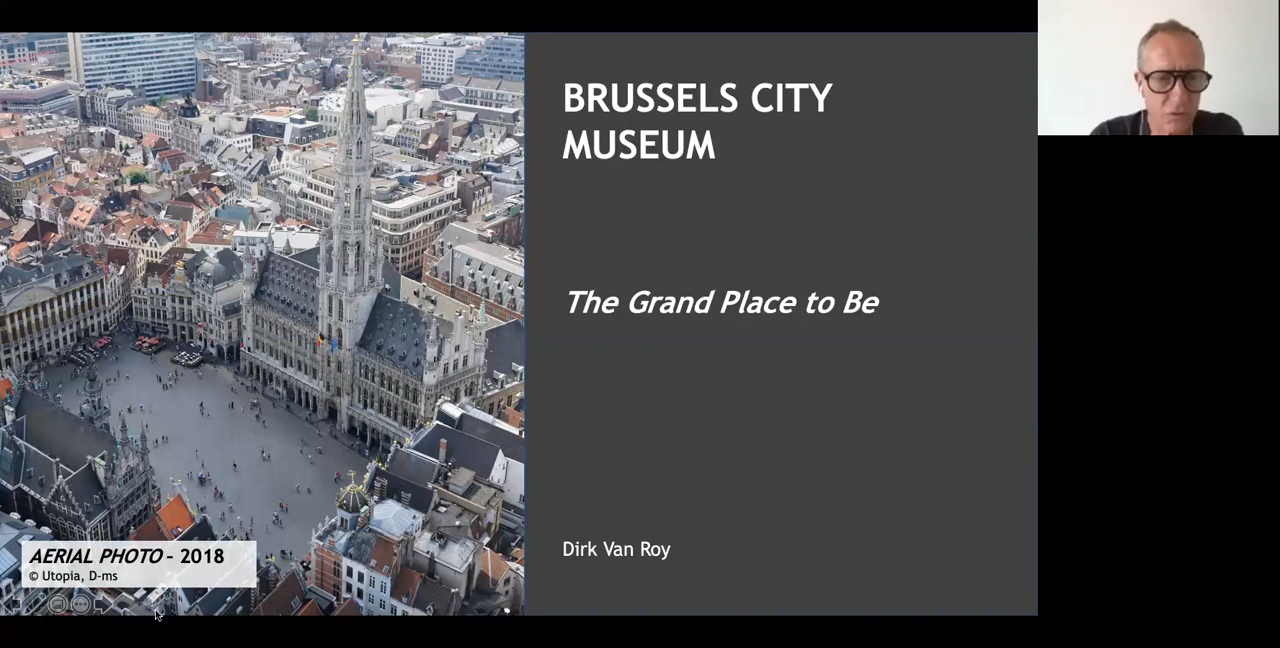 BRUSSELS CITY
MUSEUM
The Grand Place to Be
Dirk Van Roy
AERIAL PHOTO - 2018
© Utopia, D-ms